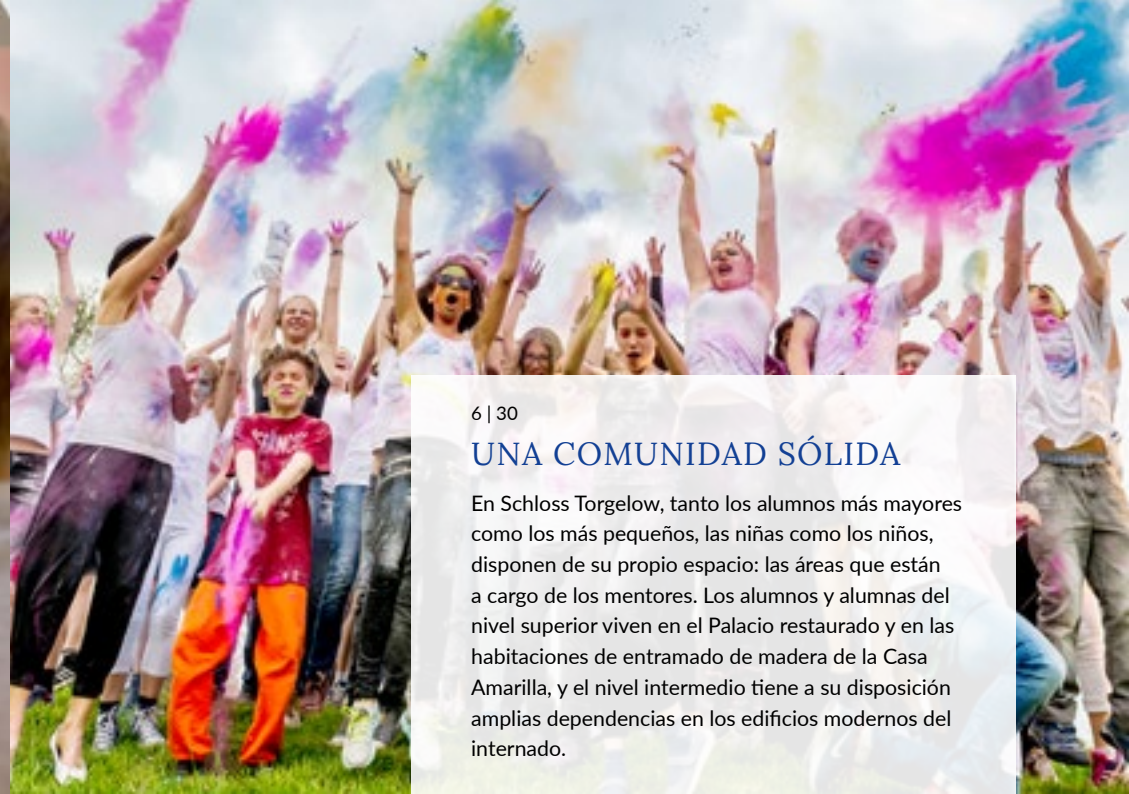 6 | 30
UNA COMUNIDAD SÓLIDA
En Schloss Torgelow, tanto los alumnos más mayores
como los más pequeños, las niñas como los niños,
disponen de su propio espacio: las áreas que están
a cargo de los mentores. Los alumnos y alumnas del
nivel superior viven en el Palacio restaurado y en las
habitaciones de entramado de madera de la Casa
Amarilla, y el nivel intermedio tiene a su disposición
amplias dependencias en los edificios modernos del
internado.